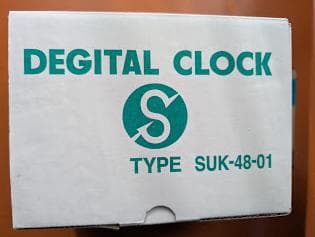 DEGITAL CLOCK
S
TYPE SUK-48-01